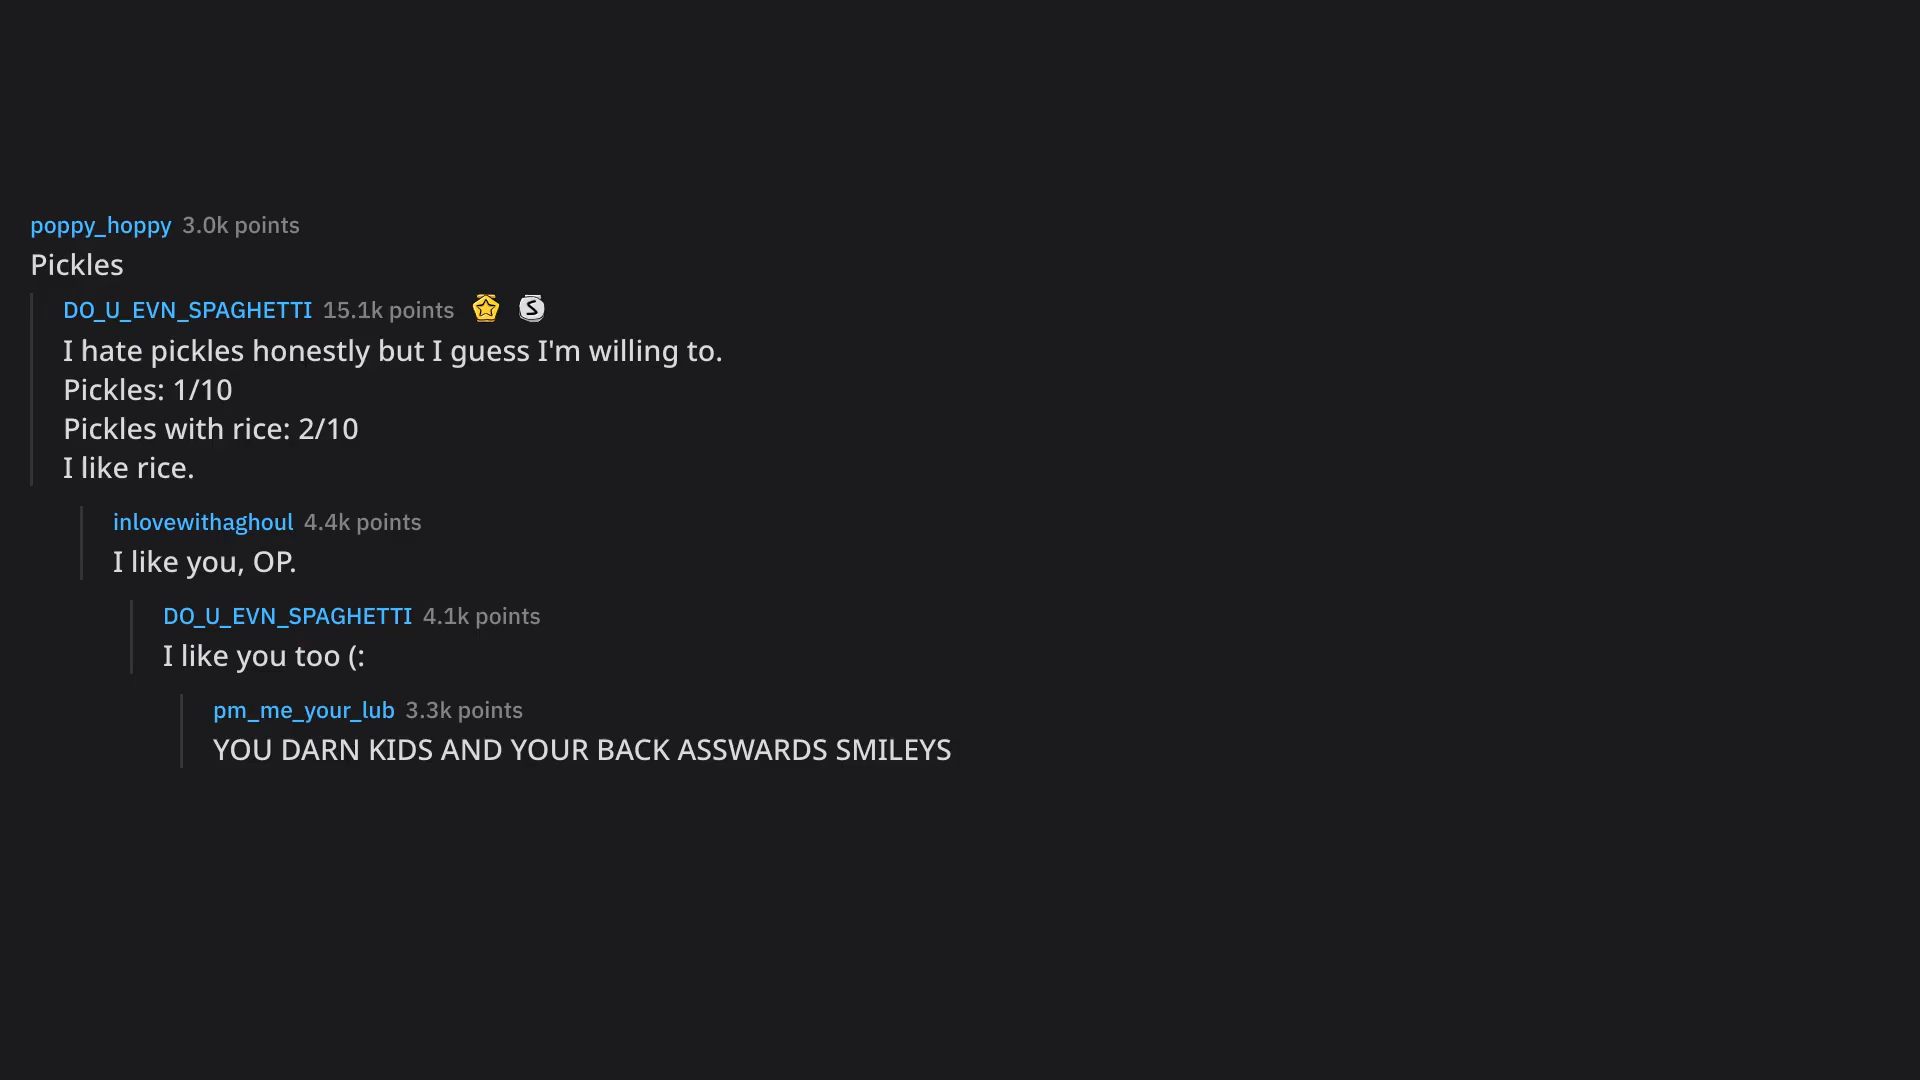 poppy_hoppy 3.0k points
Pickles
DO_U_EVN_SPAGHETTI 15.1k points S
I hate pickles honestly but I guess I'm willing to.
Pickles: 1/10
Pickles with rice: 2/10
I like rice.
inlovewithaghoul 4.4k points
I like you, OP.
DO_U_EVN_SPAGHETTI 4.1k points
I like you too (:
pm_me_your_lub 3.3k points
YOU DARN KIDS AND YOUR BACK ASSWARDS SMILEYS